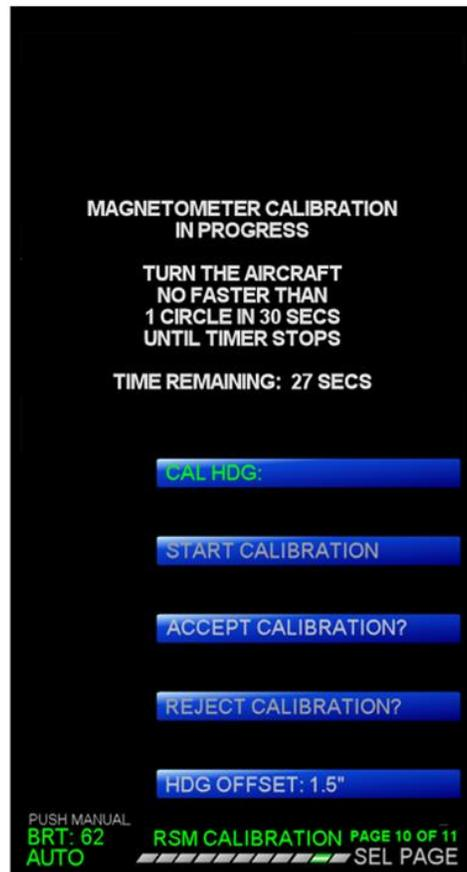 MAGNETOMETER CALIBRATION
IN PROGRESS
TURN THE AIRCRAFT
NO FASTER THAN
1 CIRCLE IN 30 SECS
UNTIL TIMER STOPS
TIME REMAINING: 27 SECS
CAL HDG:
START CALIBRATION
ACCEPT CALIBRATION?
REJECT CALIBRATION?
HDG OFFSET: 1.5"
PUSH MANUAL
BRT: 62
AUTO
RSM CALIBRATION PAGE 10 OF 11
SEL PAGE